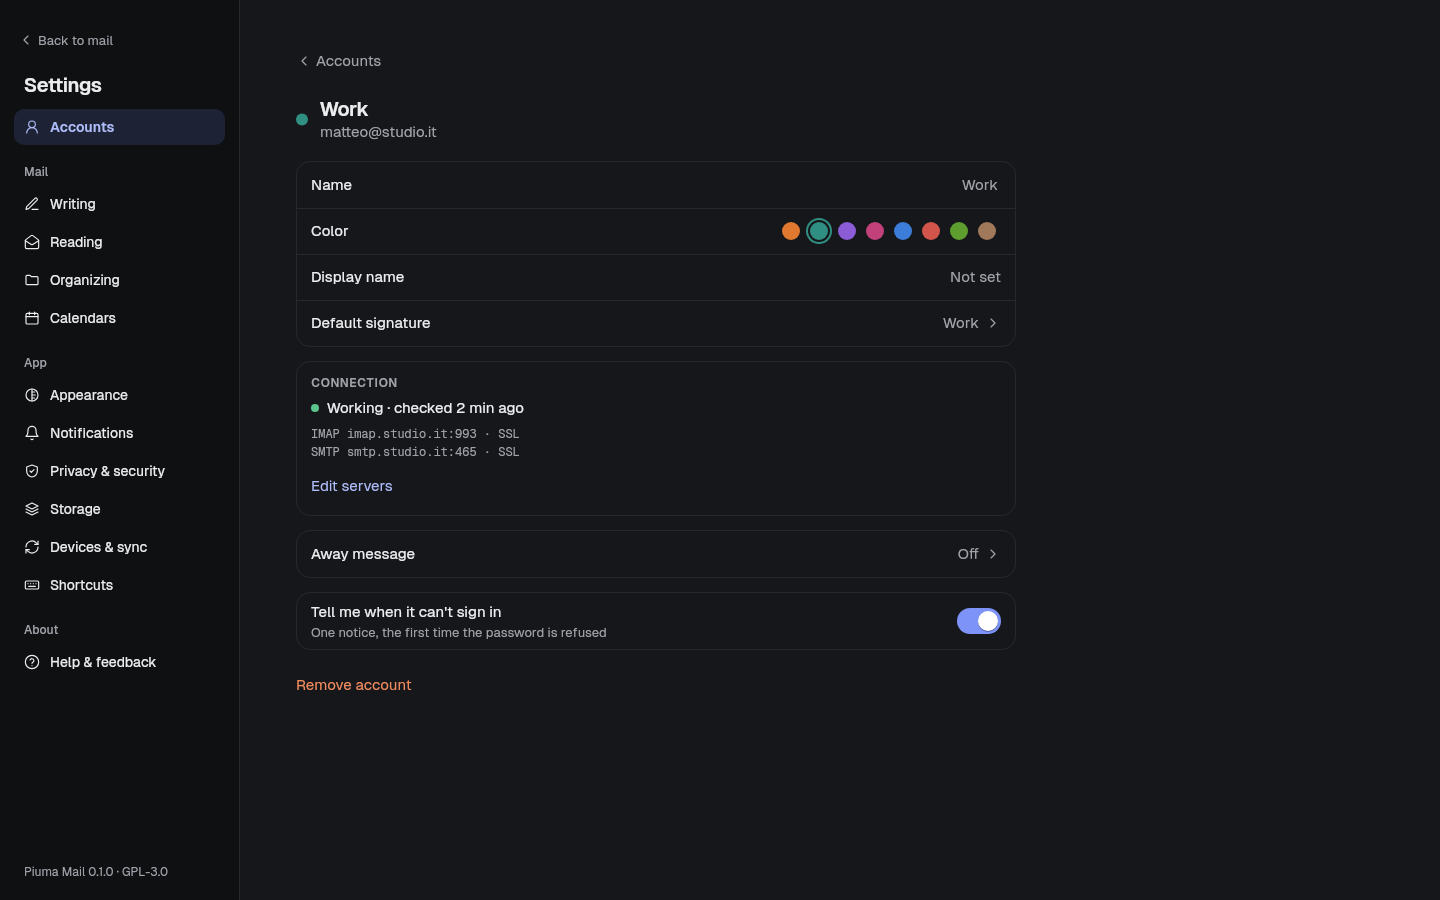 Back to mail
Settings
Accounts
Mail
Writing
Reading
Organizing
Calendars
App
Appearance
Notifications
Privacy & security
Storage
Devices & sync
Shortcuts
About
Help & feedback
Piuma Mail 0.1.0 · GPL-3.0
Accounts
Work
matteo@studio.it
Name Work
Color
Display name Not set
Default signature Work
CONNECTION
Working · checked 2 min ago
IMAP imap.studio.it:993 · SSL
SMTP smtp.studio.it:465 · SSL
Edit servers
Away message Off
Tell me when it can't sign in
One notice, the first time the password is refused
Remove account